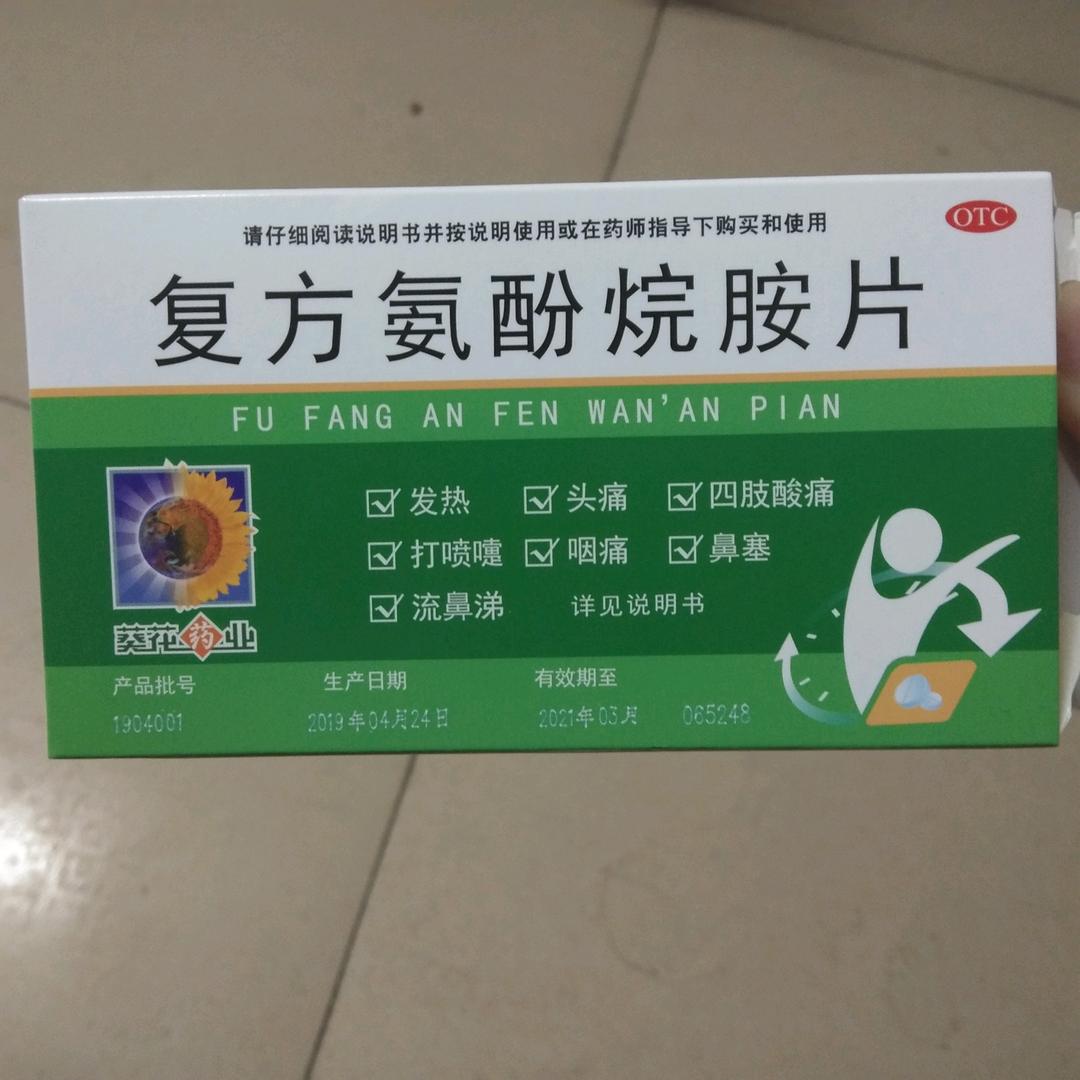 请仔细阅读说明书并按说明使用或在药师指导下购买和使用
OTC
复方氨酚烷胺片
FU FANG AN FEN WAN'AN PIAN
发热 头痛 四肢酸痛
打喷嚏 咽痛 鼻塞
流鼻涕 详见说明书
葵花药业
产品批号 生产日期 有效期至
1904001 2019年04月24日 2021年03月 065248